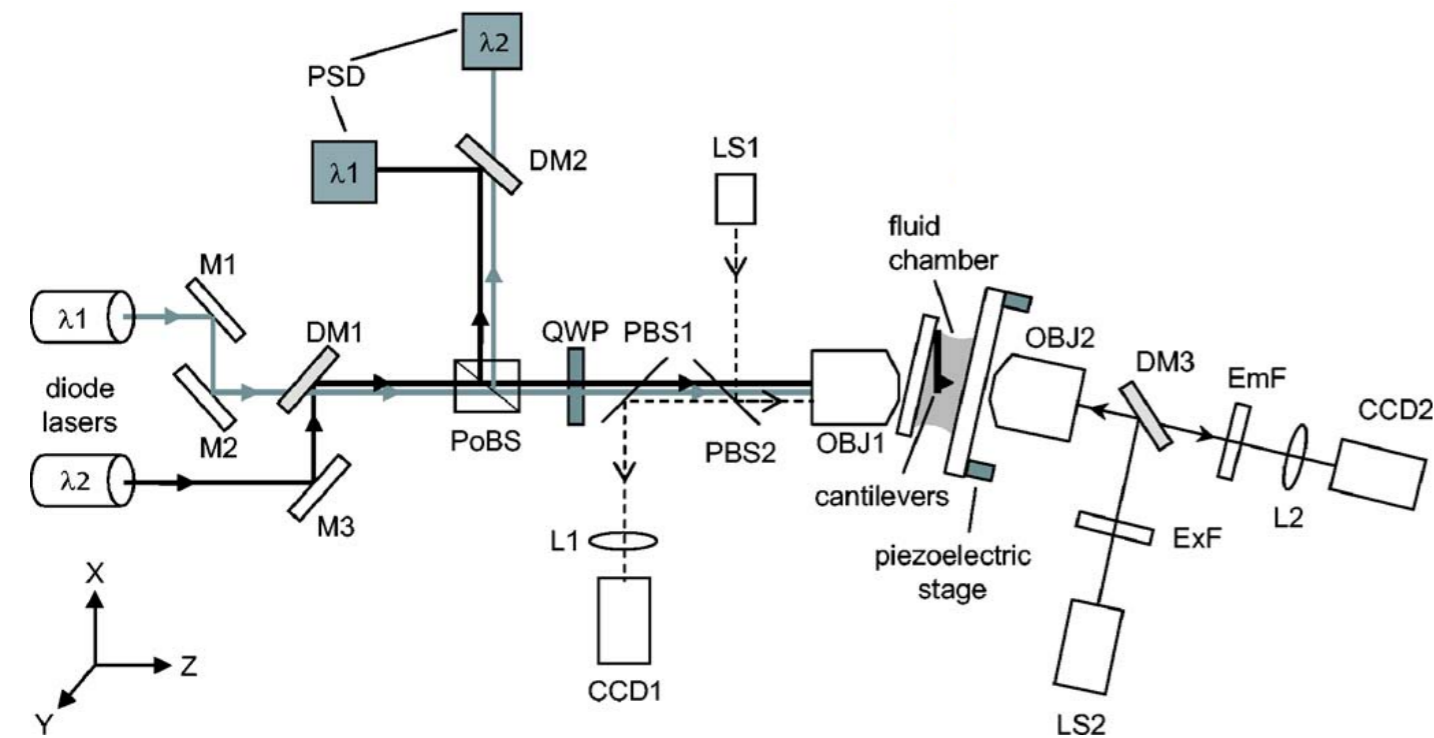 λ2
PSD
λ1
DM2
LS1
fluid
chamber
M1
λ1
DM1
QWP
PBS1
OBJ2
DM3
EmF
CCD2
diode
lasers
M2
PoBS
PBS2
OBJ1
cantilevers
L2
λ2
M3
L1
ExF
piezoelectric
stage
X
Z
Y
CCD1
LS2